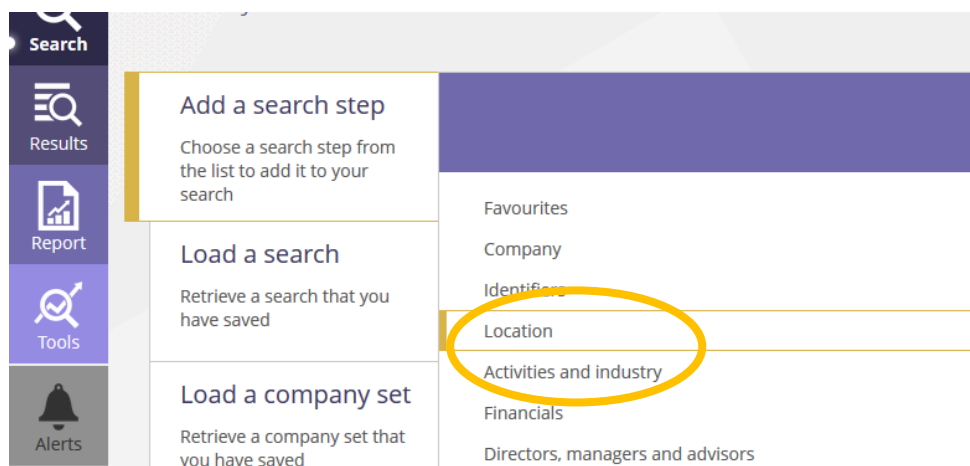 Search
Results
Report
Tools
Alerts
Add a search step
Choose a search step from
the list to add it to your
search
Load a search
Retrieve a search that you
have saved
Load a company set
Retrieve a company set that
you have saved
Favourites
Company
Identifiers
Location
Activities and industry
Financials
Directors, managers and advisors